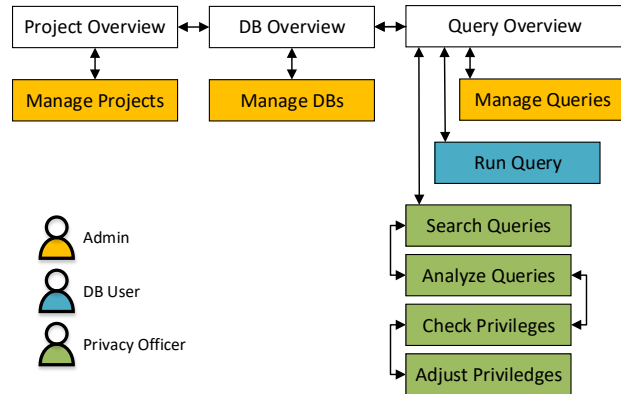 Project Overview
DB Overview
Query Overview
Manage Projects
Manage DBs
Manage Queries
Run Query
Search Queries
Admin
Analyze Queries
DB User
Check Privileges
Privacy Officer
Adjust Priviledges